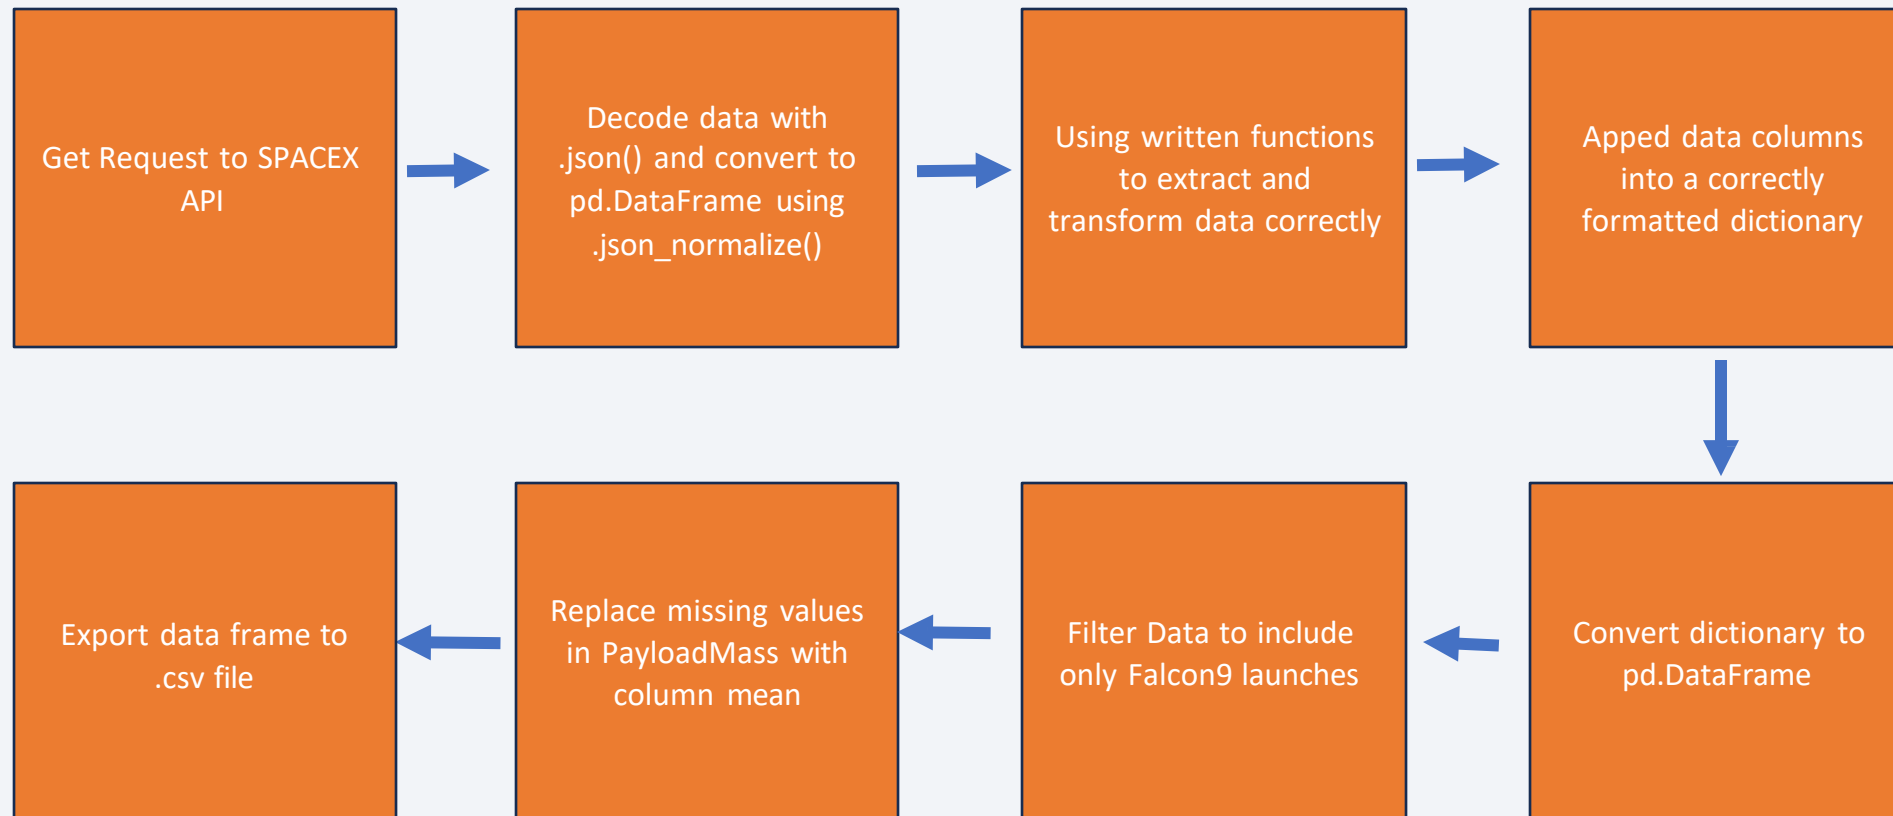 Get Request to SPACEX
API
Decode data with
.json() and convert to
pd.DataFrame using
.json_normalize()
Using written functions
to extract and
transform data correctly
Apped data columns
into a correctly
formatted dictionary
Convert dictionary to
pd.DataFrame
Filter Data to include
only Falcon9 launches
Replace missing values
in PayloadMass with
column mean
Export data frame to
.csv file